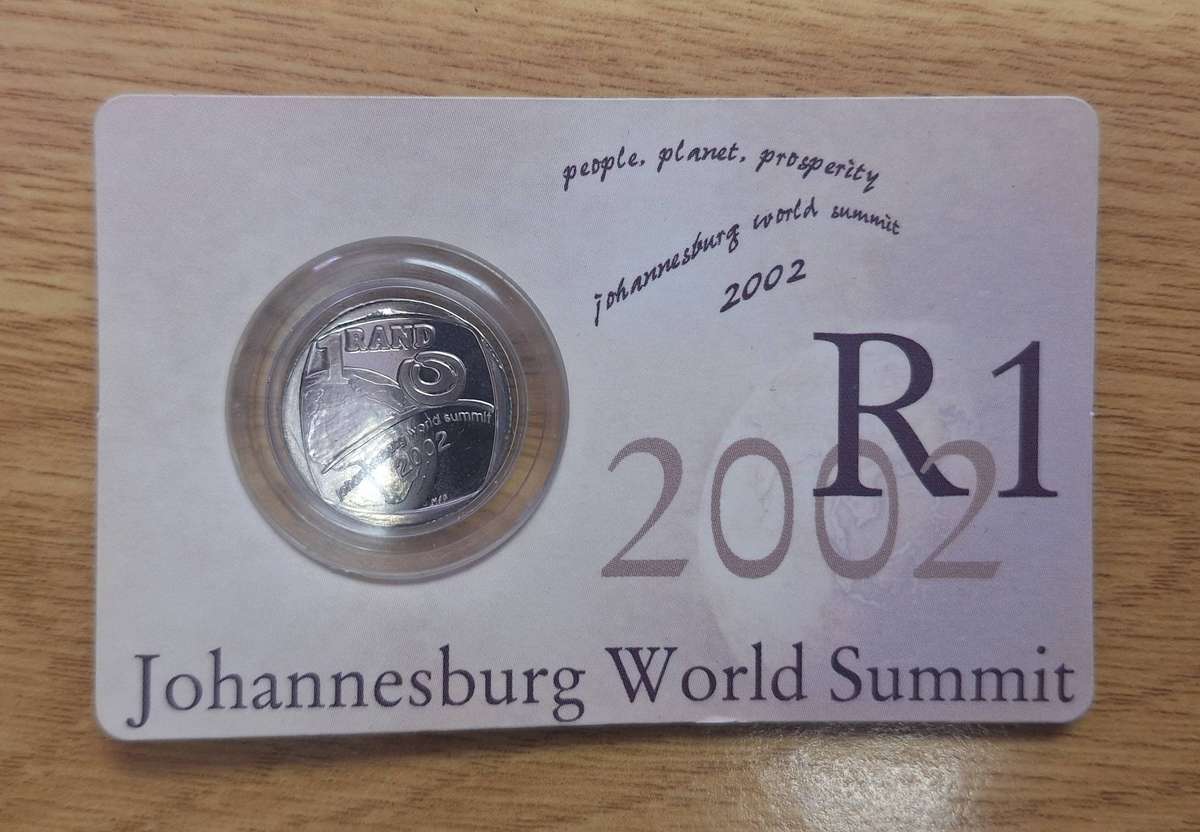 people, planet, prosperity
johannesburg world summit
2002
1 RAND
world summit
2002
R1
2002
Johannesburg World Summit